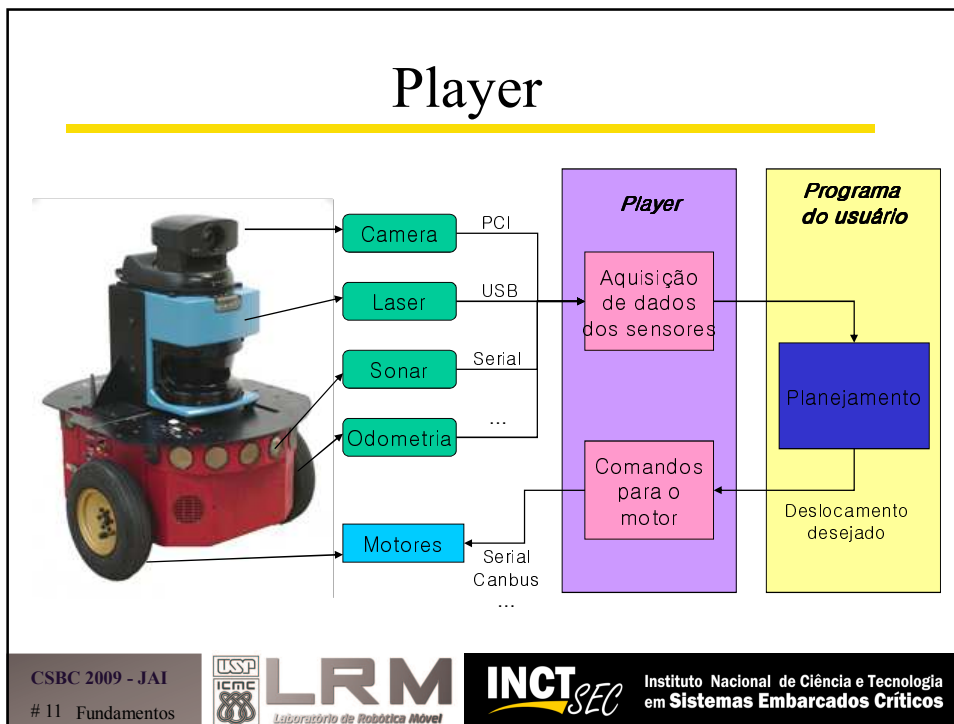 Player
Camera
Laser
Sonar
Odometria
Motores
PCI
USB
Serial
...
Serial
Canbus
...
Player
Aquisição
de dados
dos sensores
Comandos
para o
motor
Programa
do usuário
Planejamento
Deslocamento
desejado
CSBC 2009 - JAI
# 11 Fundamentos
USP
ICMC
LRM
Laboratório de Robótica Móvel
INCT
SEC
Instituto Nacional de Ciência e Tecnologia
em Sistemas Embarcados Críticos